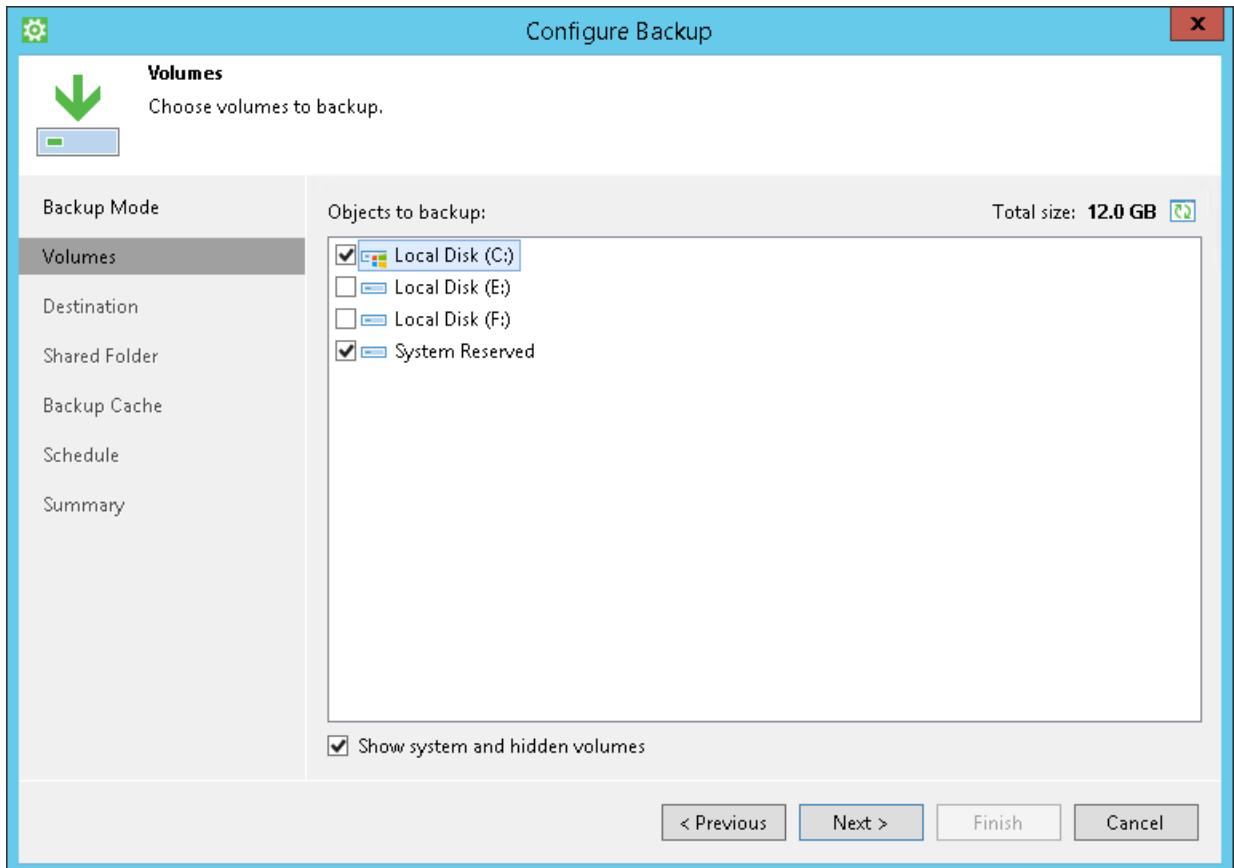 Configure Backup
x
Volumes
Choose volumes to backup.
Backup Mode
Volumes
Destination
Shared Folder
Backup Cache
Schedule
Summary
Objects to backup:
Total size: 12.0 GB
Local Disk (C:)
Local Disk (E:)
Local Disk (F:)
System Reserved
Show system and hidden volumes
< Previous
Next >
Finish
Cancel